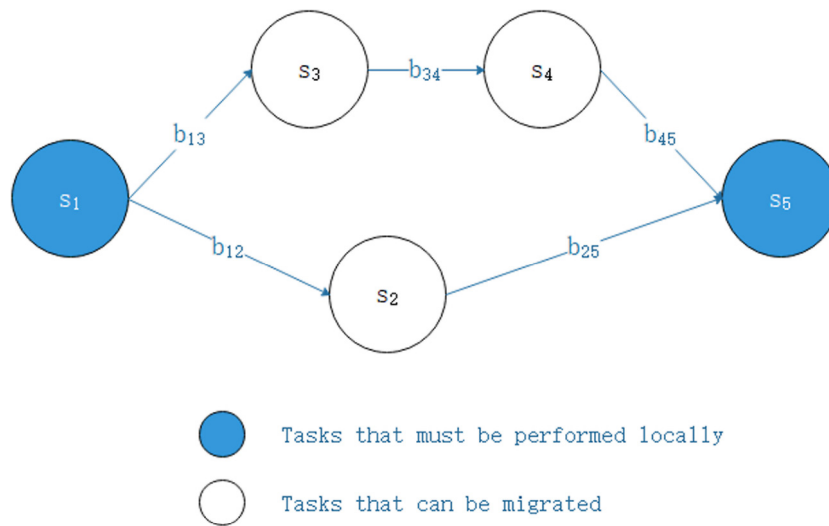 s₃
b₃₄
s₄
b₁₃
b₄₅
s₁
s₅
b₁₂
b₂₅
s₂
Tasks that must be performed locally
Tasks that can be migrated